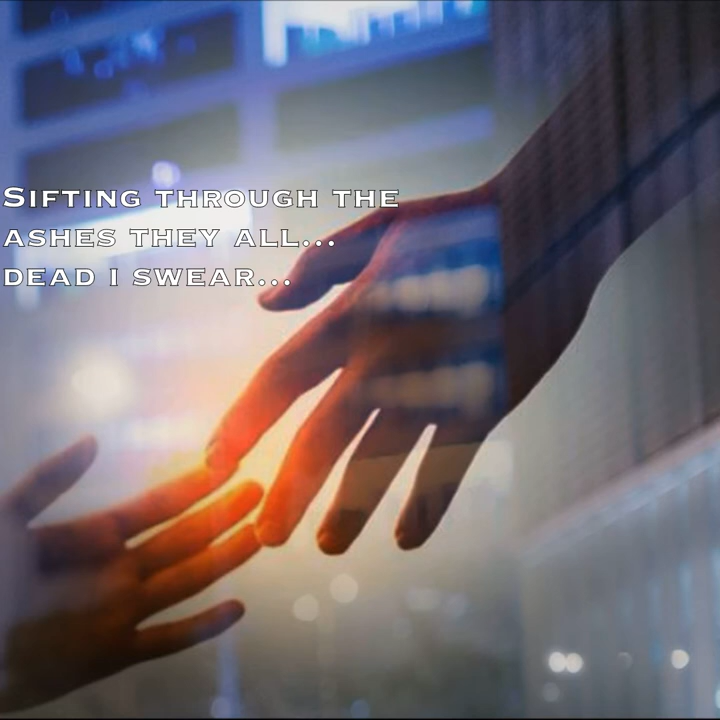 Sifting through the
ashes they all...
dead i swear...